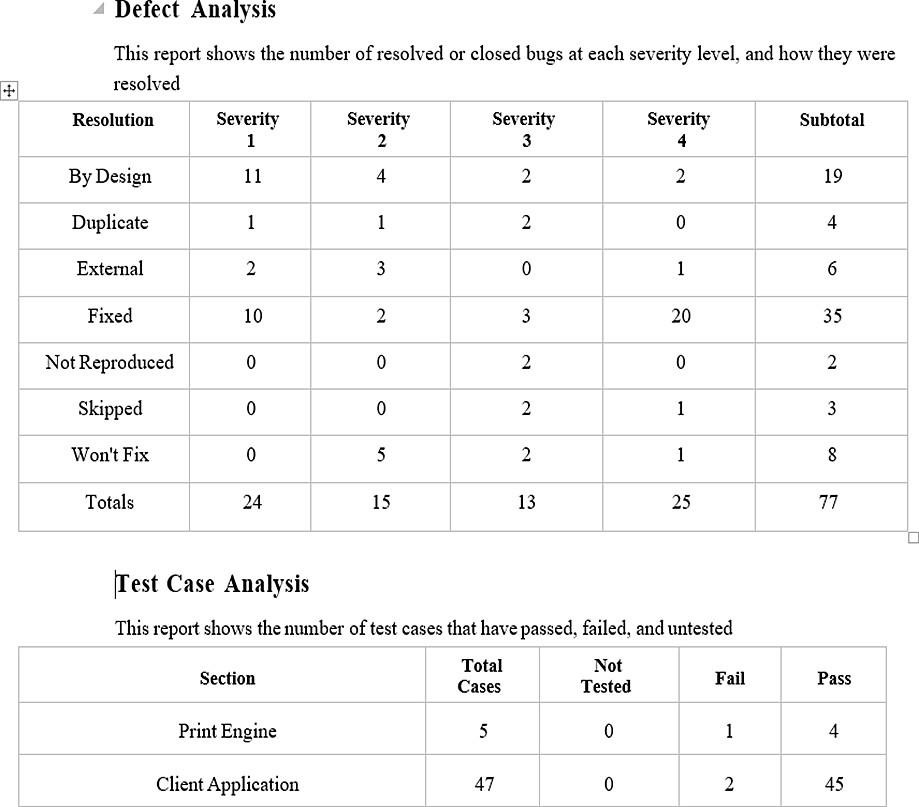 Defect Analysis
This report shows the number of resolved or closed bugs at each severity level, and how they were
resolved
Resolution Severity 1 Severity 2 Severity 3 Severity 4 Subtotal
By Design 11 4 2 2 19
Duplicate 1 1 2 0 4
External 2 3 0 1 6
Fixed 10 2 3 20 35
Not Reproduced 0 0 2 0 2
Skipped 0 0 2 1 3
Won't Fix 0 5 2 1 8
Totals 24 15 13 25 77
Test Case Analysis
This report shows the number of test cases that have passed, failed, and untested
Section Total Cases Not Tested Fail Pass
Print Engine 5 0 1 4
Client Application 47 0 2 45